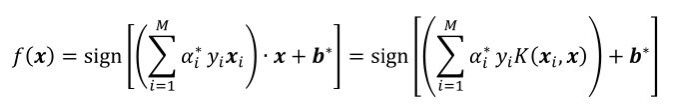 f(x) = sign[(∑_{i=1}^{M} α_i^* y_i x_i) · x + b^*] = sign[(∑_{i=1}^{M} α_i^* y_i K(x_i, x)) + b^*]